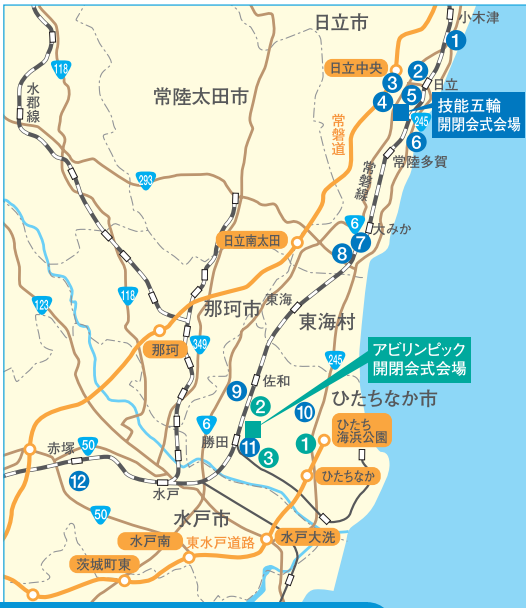 日立市
小木津
1
118
日立中央
2
3
日立
水郡線
常陸太田市
4
5
技能五輪
開閉会式会場
245
常磐道
6
常陸多賀
293
常磐線
6
大みか
7
日立南太田
8
118
123
那珂市
東海
東海村
那珂
349
245
アビリンピック
開閉会式会場
佐和
9
ひたちなか市
2
10
6
ひたち
海浜公園
勝田
11
1
赤塚
50
3
ひたちなか
12
水戸
50
水戸市
水戸南
東水戸道路
水戸大洗
茨城町東